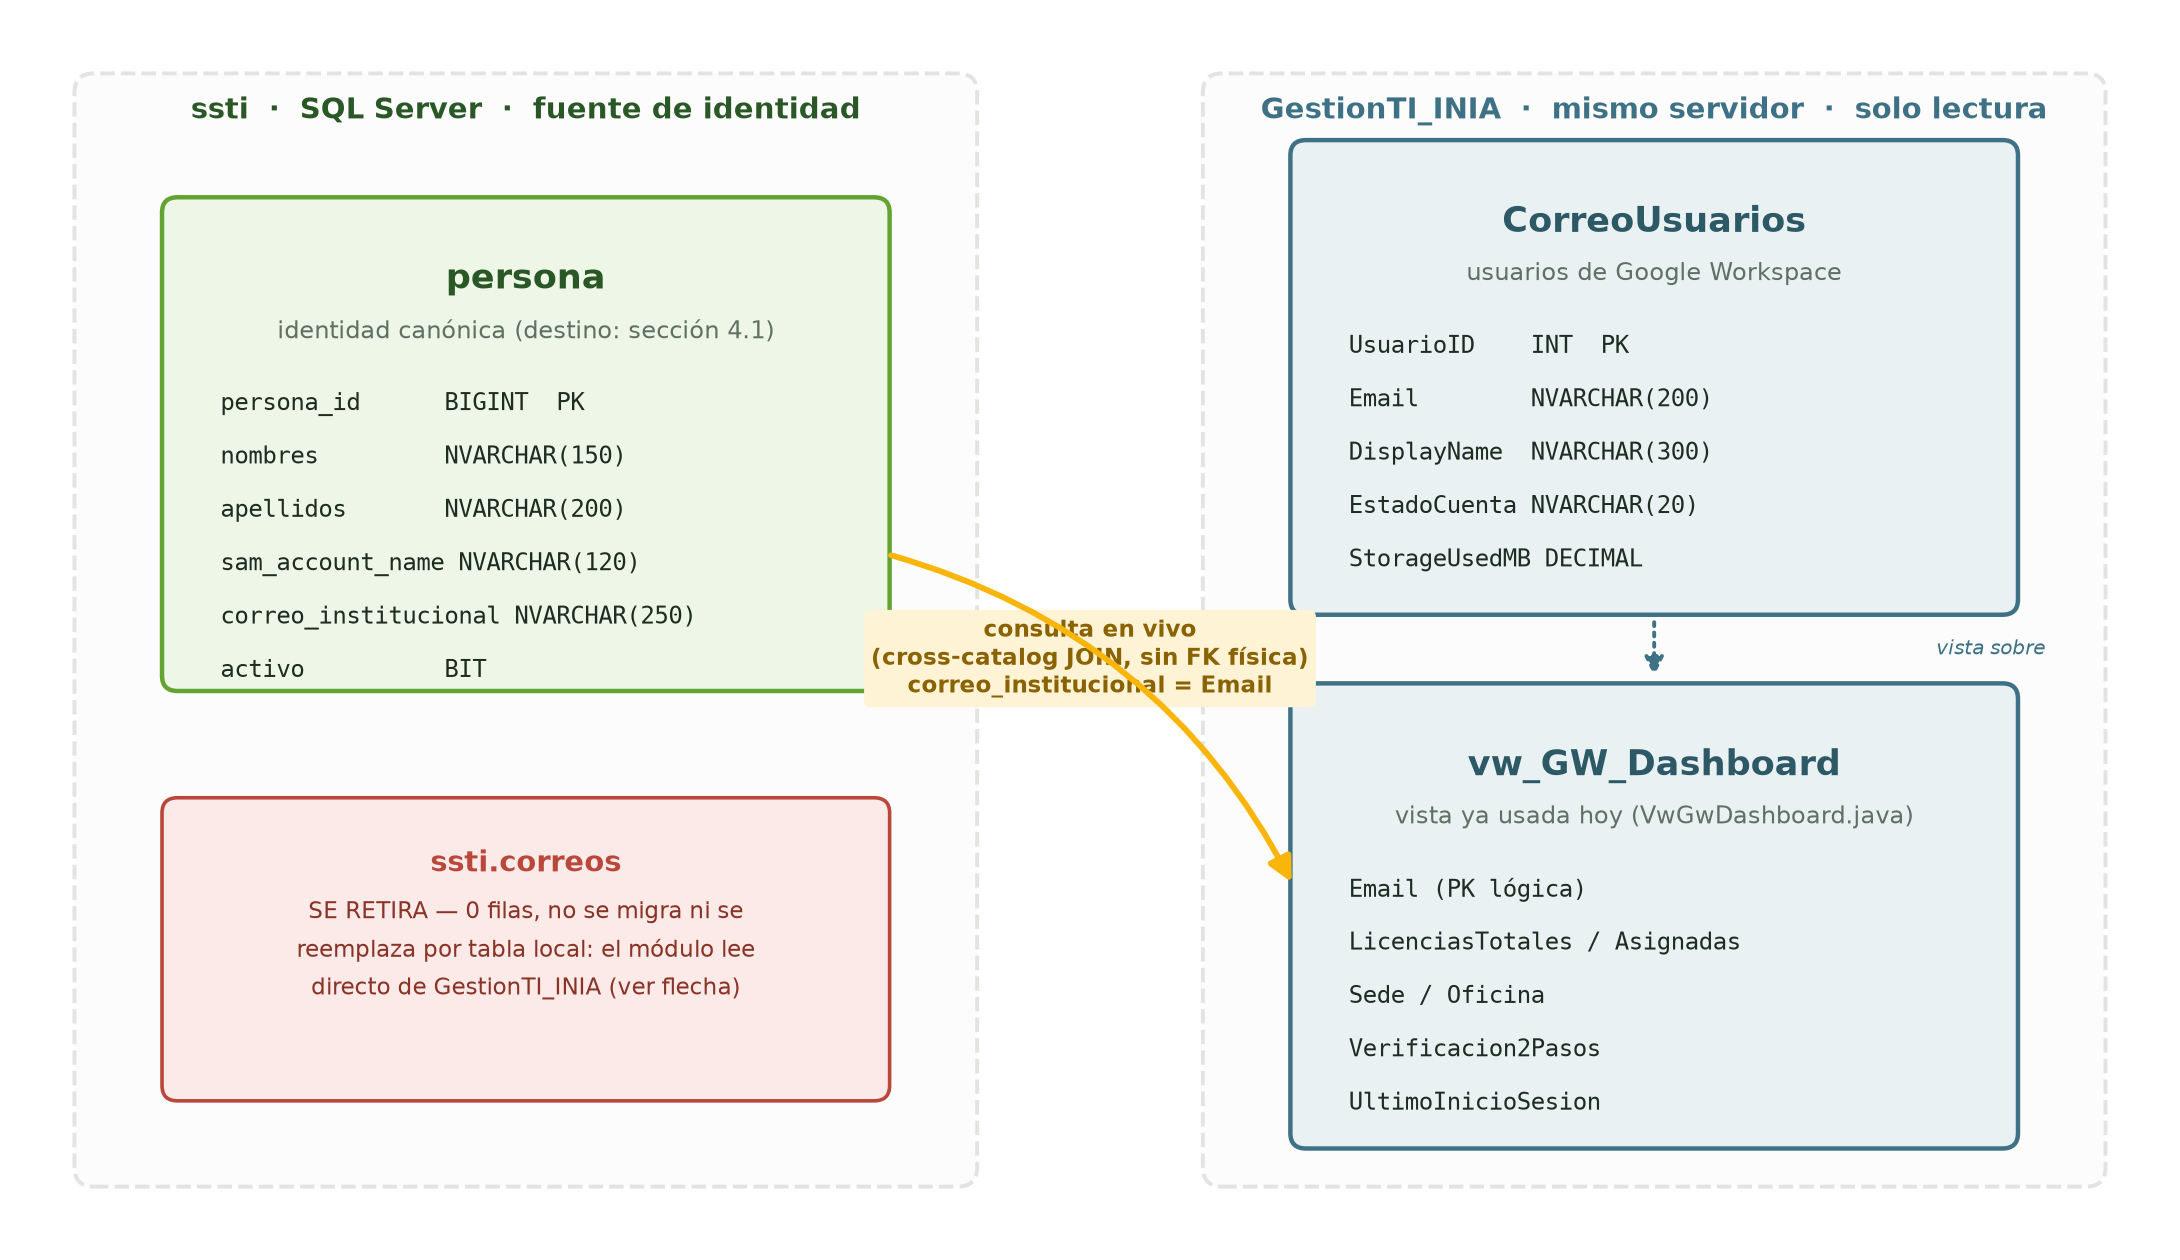 ssti · SQL Server · fuente de identidad
persona
identidad canónica (destino: sección 4.1)
persona_id BIGINT PK
nombres NVARCHAR(150)
apellidos NVARCHAR(200)
sam_account_name NVARCHAR(120)
correo_institucional NVARCHAR(250)
activo BIT
ssti.correos
SE RETIRA — 0 filas, no se migra ni se
reemplaza por tabla local: el módulo lee
directo de GestionTI_INIA (ver flecha)
consulta en vivo
(cross-catalog JOIN, sin FK física)
correo_institucional = Email
GestionTI_INIA · mismo servidor · solo lectura
CorreoUsuarios
usuarios de Google Workspace
UsuarioID INT PK
Email NVARCHAR(200)
DisplayName NVARCHAR(300)
EstadoCuenta NVARCHAR(20)
StorageUsedMB DECIMAL
vista sobre
vw_GW_Dashboard
vista ya usada hoy (VwGwDashboard.java)
Email (PK lógica)
LicenciasTotales / Asignadas
Sede / Oficina
Verificacion2Pasos
UltimoInicioSesion